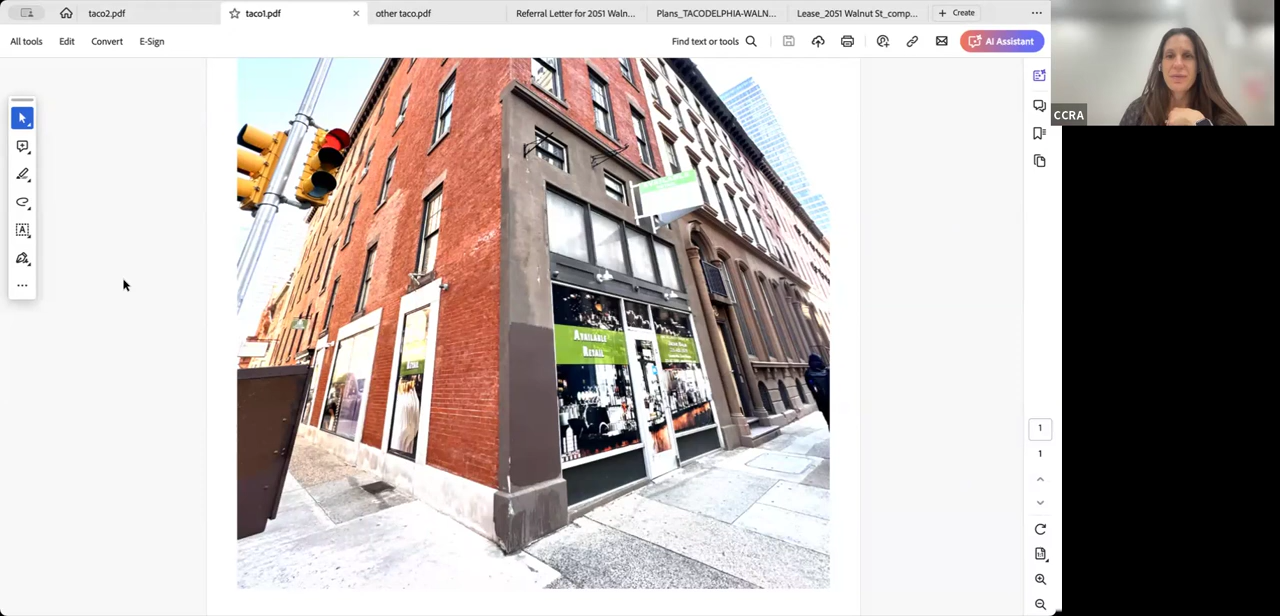 taco2.pdf
taco1.pdf
other taco.pdf
Referral Letter for 2051 Waln...
Plans_TACODELPHIA-WALN...
Lease_2051 Walnut St_comp...
Create
All tools
Edit
Convert
E-Sign
Find text or tools
AI Assistant
CCRA
AVAILABLE
RETAIL
1
1